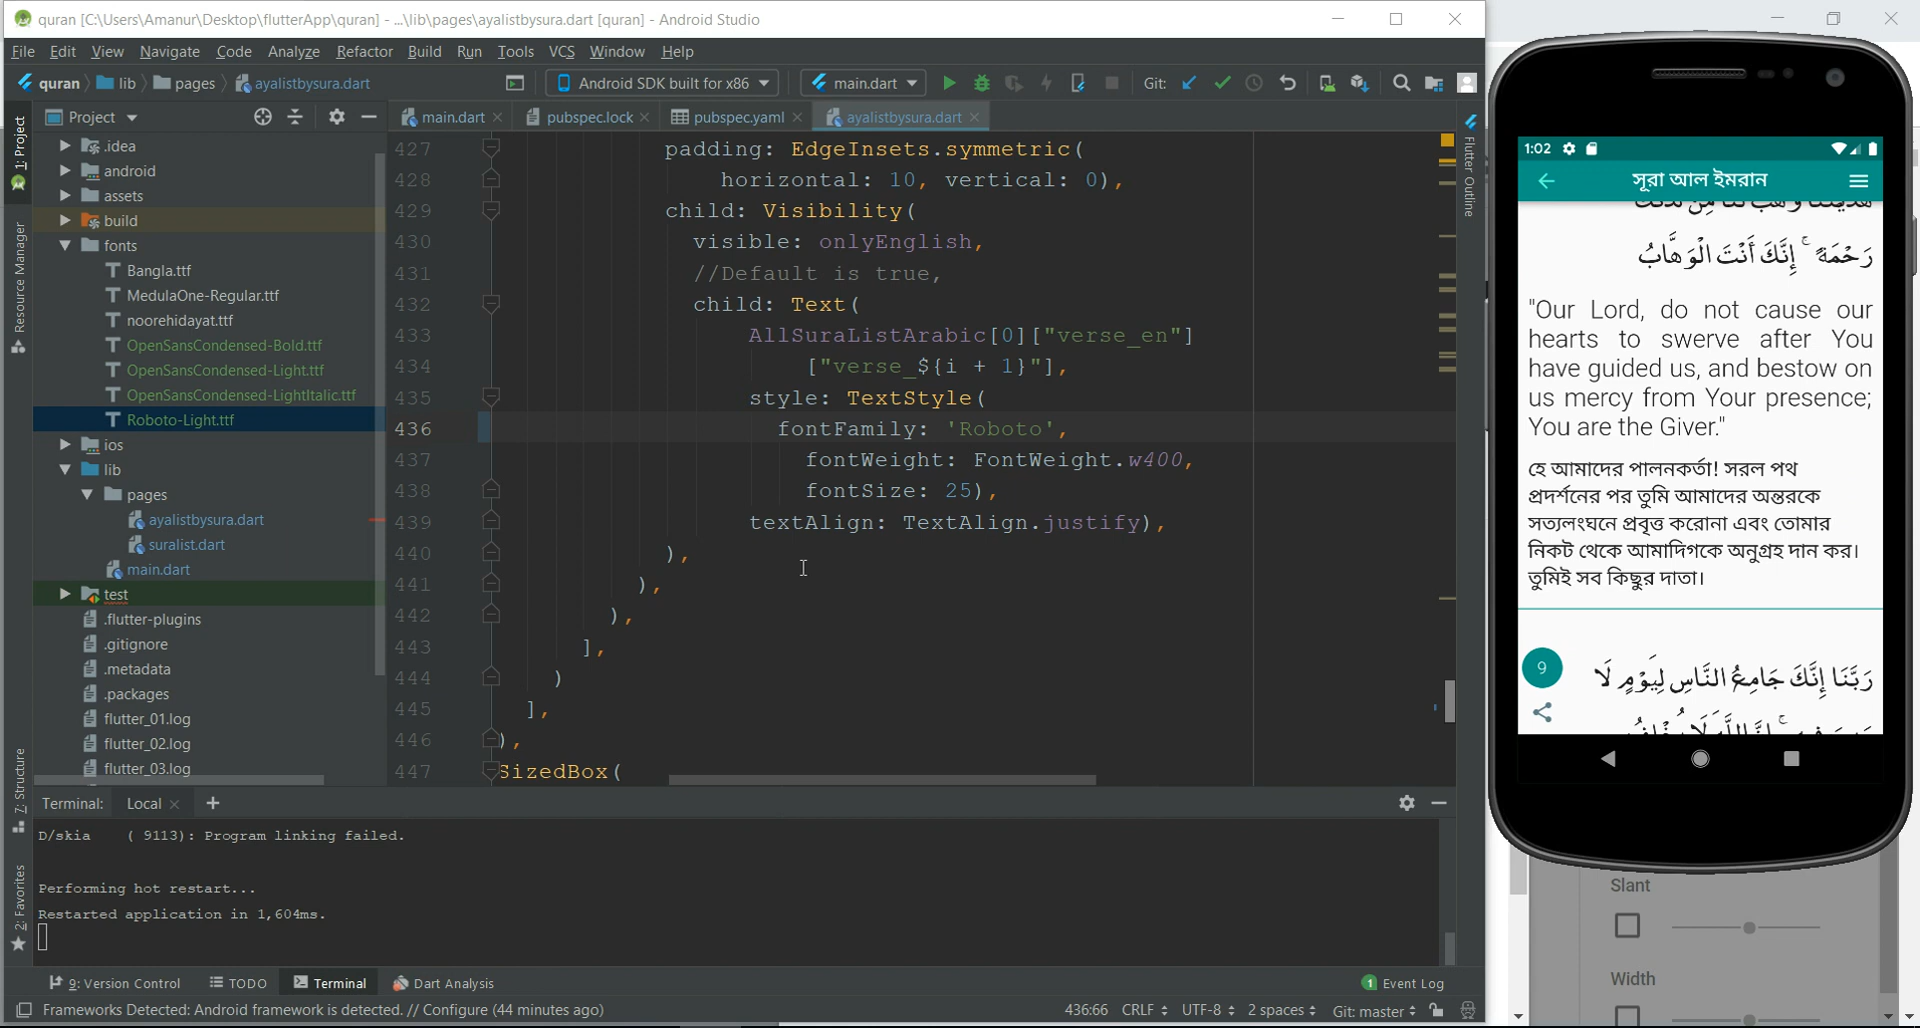 quran [C:\Users\Amanur\Desktop\flutterApp\quran] - ...\lib\pages\ayalistbysura.dart [quran] - Android Studio
File Edit View Navigate Code Analyze Refactor Build Run Tools VCS Window Help
quran lib pages ayalistbysura.dart Android SDK built for x86 main.dart Git:
Project main.dart pubspec.lock pubspec.yaml ayalistbysura.dart
1: Project
Resource Manager
7: Structure
2: Favorites
Flutter Outline
.idea
android
assets
build
fonts
Bangla.ttf
MedulaOne-Regular.ttf
noorehidayat.ttf
OpenSansCondensed-Bold.ttf
OpenSansCondensed-Light.ttf
OpenSansCondensed-LightItalic.ttf
Roboto-Light.ttf
ios
lib
pages
ayalistbysura.dart
suralist.dart
main.dart
test
.flutter-plugins
.gitignore
.metadata
.packages
flutter_01.log
flutter_02.log
flutter_03.log
427 padding: EdgeInsets.symmetric(
428 horizontal: 10, vertical: 0),
429 child: Visibility(
430 visible: onlyEnglish,
431 //Default is true,
432 child: Text(
433 AllSuraListArabic[0]["verse_en"]
434 ["verse_${i + 1}"],
435 style: TextStyle(
436 fontFamily: 'Roboto',
437 fontWeight: FontWeight.w400,
438 fontSize: 25),
439 textAlign: TextAlign.justify),
440 ),
441 ),
442 ),
443 ],
444 )
445 ],
446 ),
447 SizedBox(
Terminal: Local +
D/skia ( 9113): Program linking failed.
Performing hot restart...
Restarted application in 1,604ms.
9: Version Control TODO Terminal Dart Analysis 1 Event Log
Frameworks Detected: Android framework is detected. // Configure (44 minutes ago) 436:66 CRLF UTF-8 2 spaces Git: master
1:02
সূরা আল ইমরান
رَحْمَةً ۚ إِنَّكَ أَنْتَ الْوَهَّابُ
"Our Lord, do not cause our
hearts to swerve after You
have guided us, and bestow on
us mercy from Your presence;
You are the Giver."
হে আমাদের পালনকর্তা! সরল পথ
প্রদর্শনের পর তুমি আমাদের অন্তরকে
সত্যলংঘনে প্রবৃত্ত করোনা এবং তোমার
নিকট থেকে আমাদিগকে অনুগ্রহ দান কর।
তুমিই সব কিছুর দাতা।
9
رَبَّنَا إِنَّكَ جَامِعُ النَّاسِ لِيَوْمٍ لَا
Slant
Width